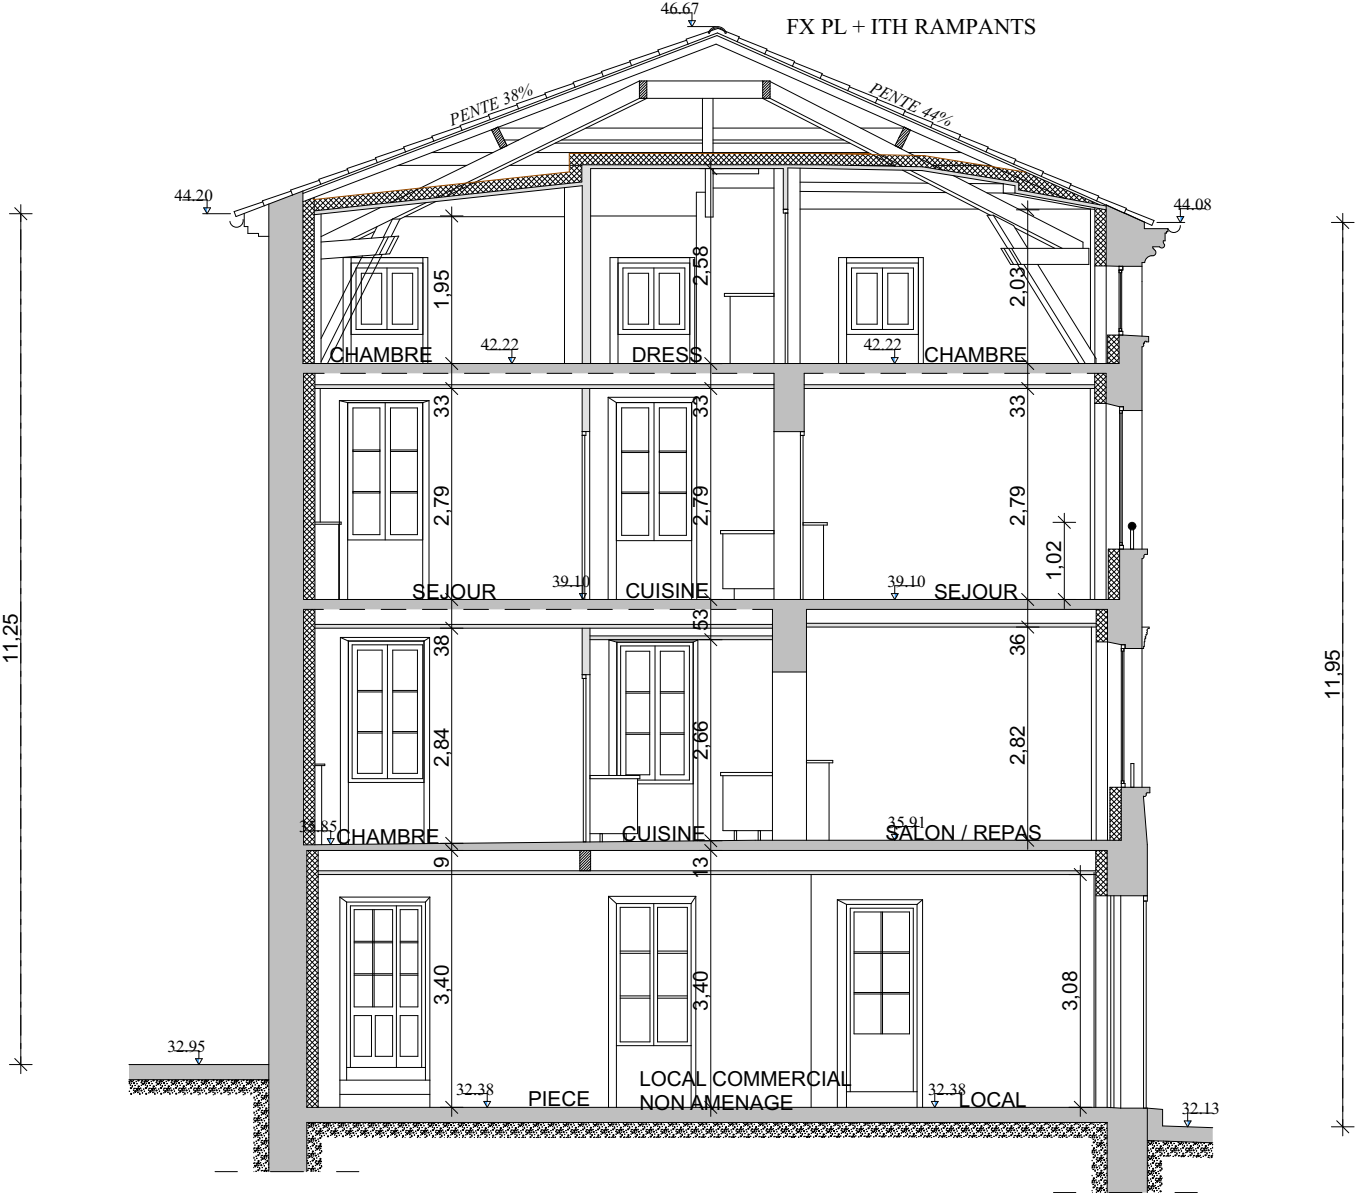 46.67
FX PL + ITH RAMPANTS
PENTE 38%
PENTE 44%
44.20
44.08
1,95
2,58
2,03
CHAMBRE
42.22
DRESS
42.22
CHAMBRE
33
33
33
2,79
2,79
2,79
1,02
SEJOUR
39.10
CUISINE
39.10
SEJOUR
11,25
11,95
38
53
36
2,84
2,66
2,82
35.85
CHAMBRE
CUISINE
35.91
SALON / REPAS
9
13
3,40
3,40
3,08
32.95
32.38
PIECE
LOCAL COMMERCIAL
NON AMENAGE
32.38
LOCAL
32.13